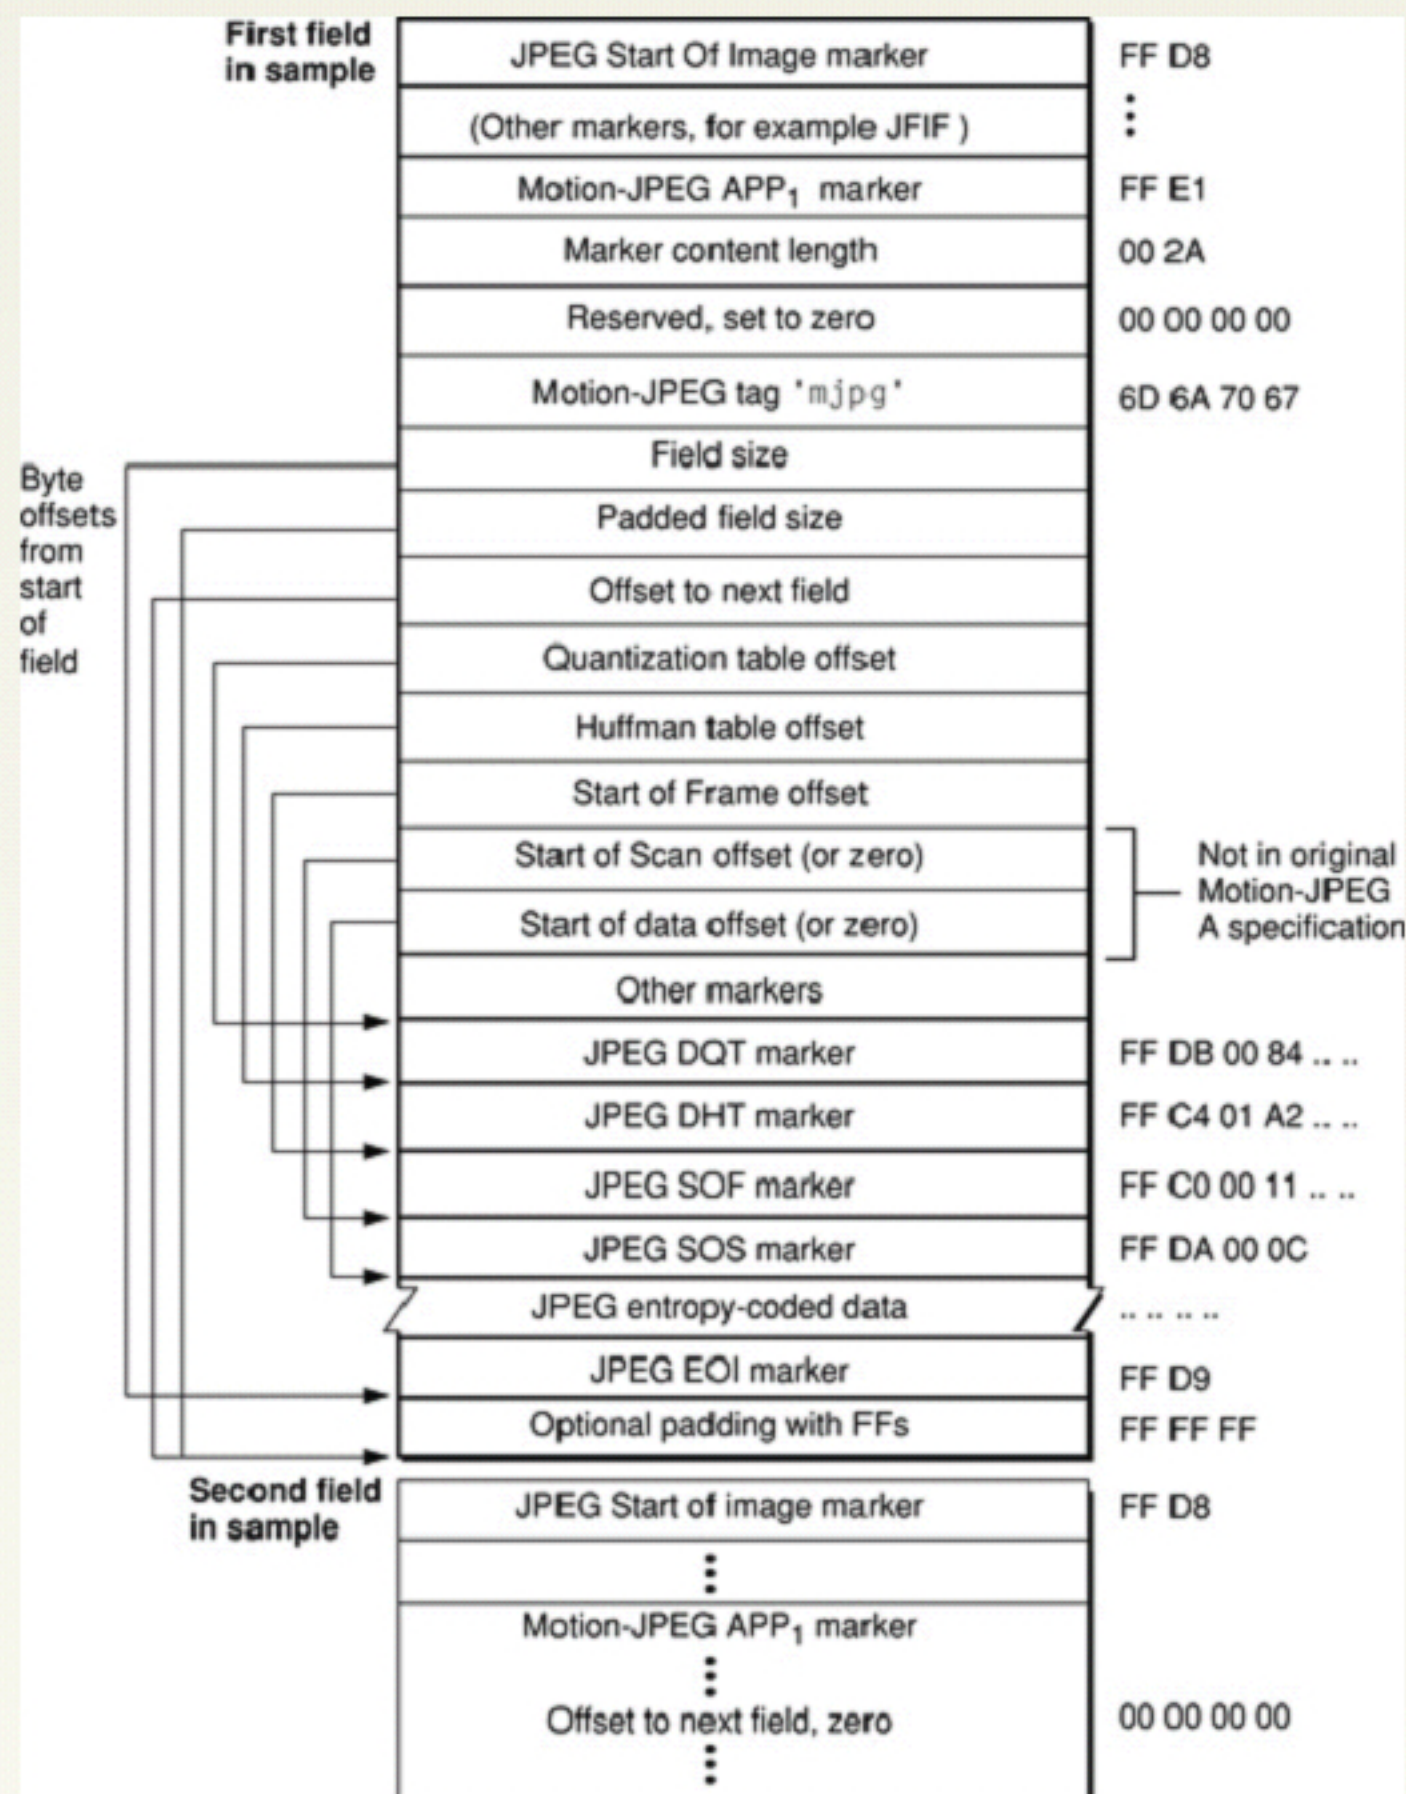 First field
in sample
JPEG Start Of Image marker
FF D8
(Other markers, for example JFIF )
Motion-JPEG APP1 marker
FF E1
Marker content length
00 2A
Reserved, set to zero
00 00 00 00
Motion-JPEG tag 'mjpg'
6D 6A 70 67
Byte
offsets
from
start
of
field
Field size
Padded field size
Offset to next field
Quantization table offset
Huffman table offset
Start of Frame offset
Start of Scan offset (or zero)
Start of data offset (or zero)
Not in original
Motion-JPEG
A specification
Other markers
JPEG DQT marker
FF DB 00 84 .. ..
JPEG DHT marker
FF C4 01 A2 .. ..
JPEG SOF marker
FF C0 00 11 .. ..
JPEG SOS marker
FF DA 00 0C
JPEG entropy-coded data
.. .. .. ..
JPEG EOI marker
FF D9
Optional padding with FFs
FF FF FF
Second field
in sample
JPEG Start of image marker
FF D8
Motion-JPEG APP1 marker
Offset to next field, zero
00 00 00 00